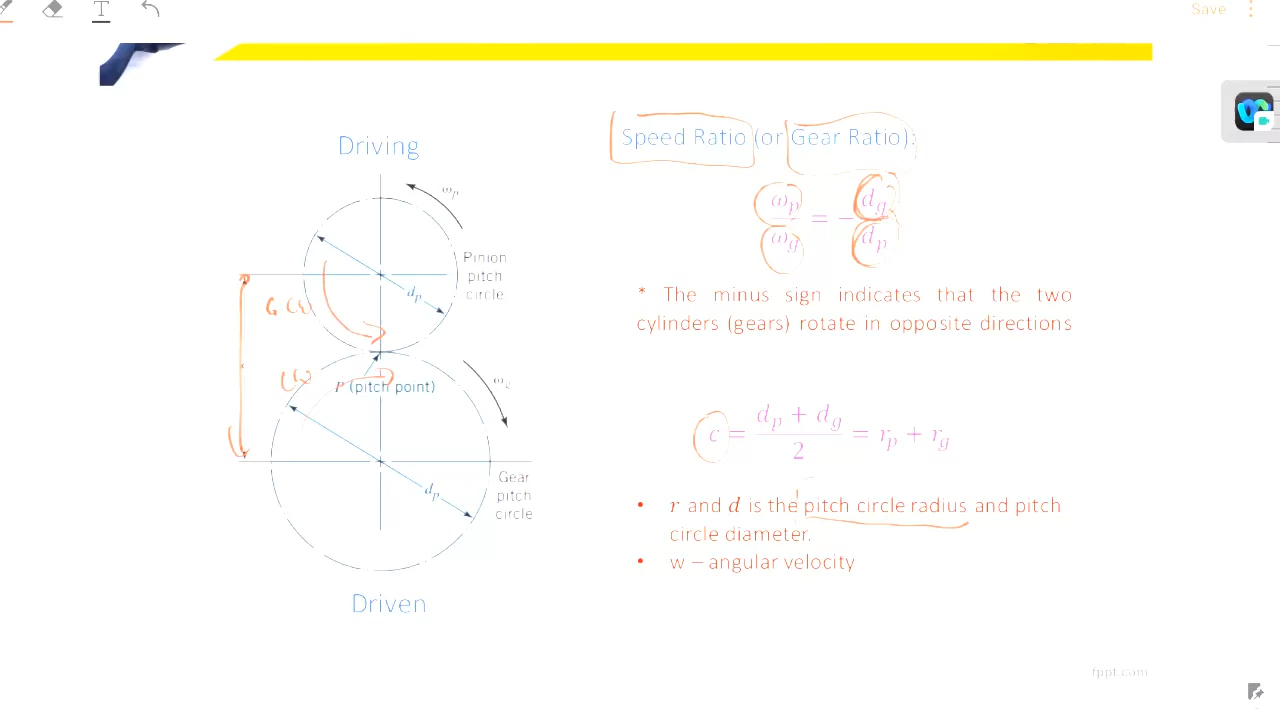 T
Save
Driving
ωp
Pinion
pitch
circle
dp
P (pitch point)
Gear
pitch
circle
dp
Driven
Speed Ratio (or Gear Ratio):
ωp/ωg = − dg/dp
* The minus sign indicates that the two
cylinders (gears) rotate in opposite directions
c = (dp + dg)/2 = rp + rg
• r and d is the pitch circle radius and pitch
circle diameter.
• w – angular velocity
fppt.com